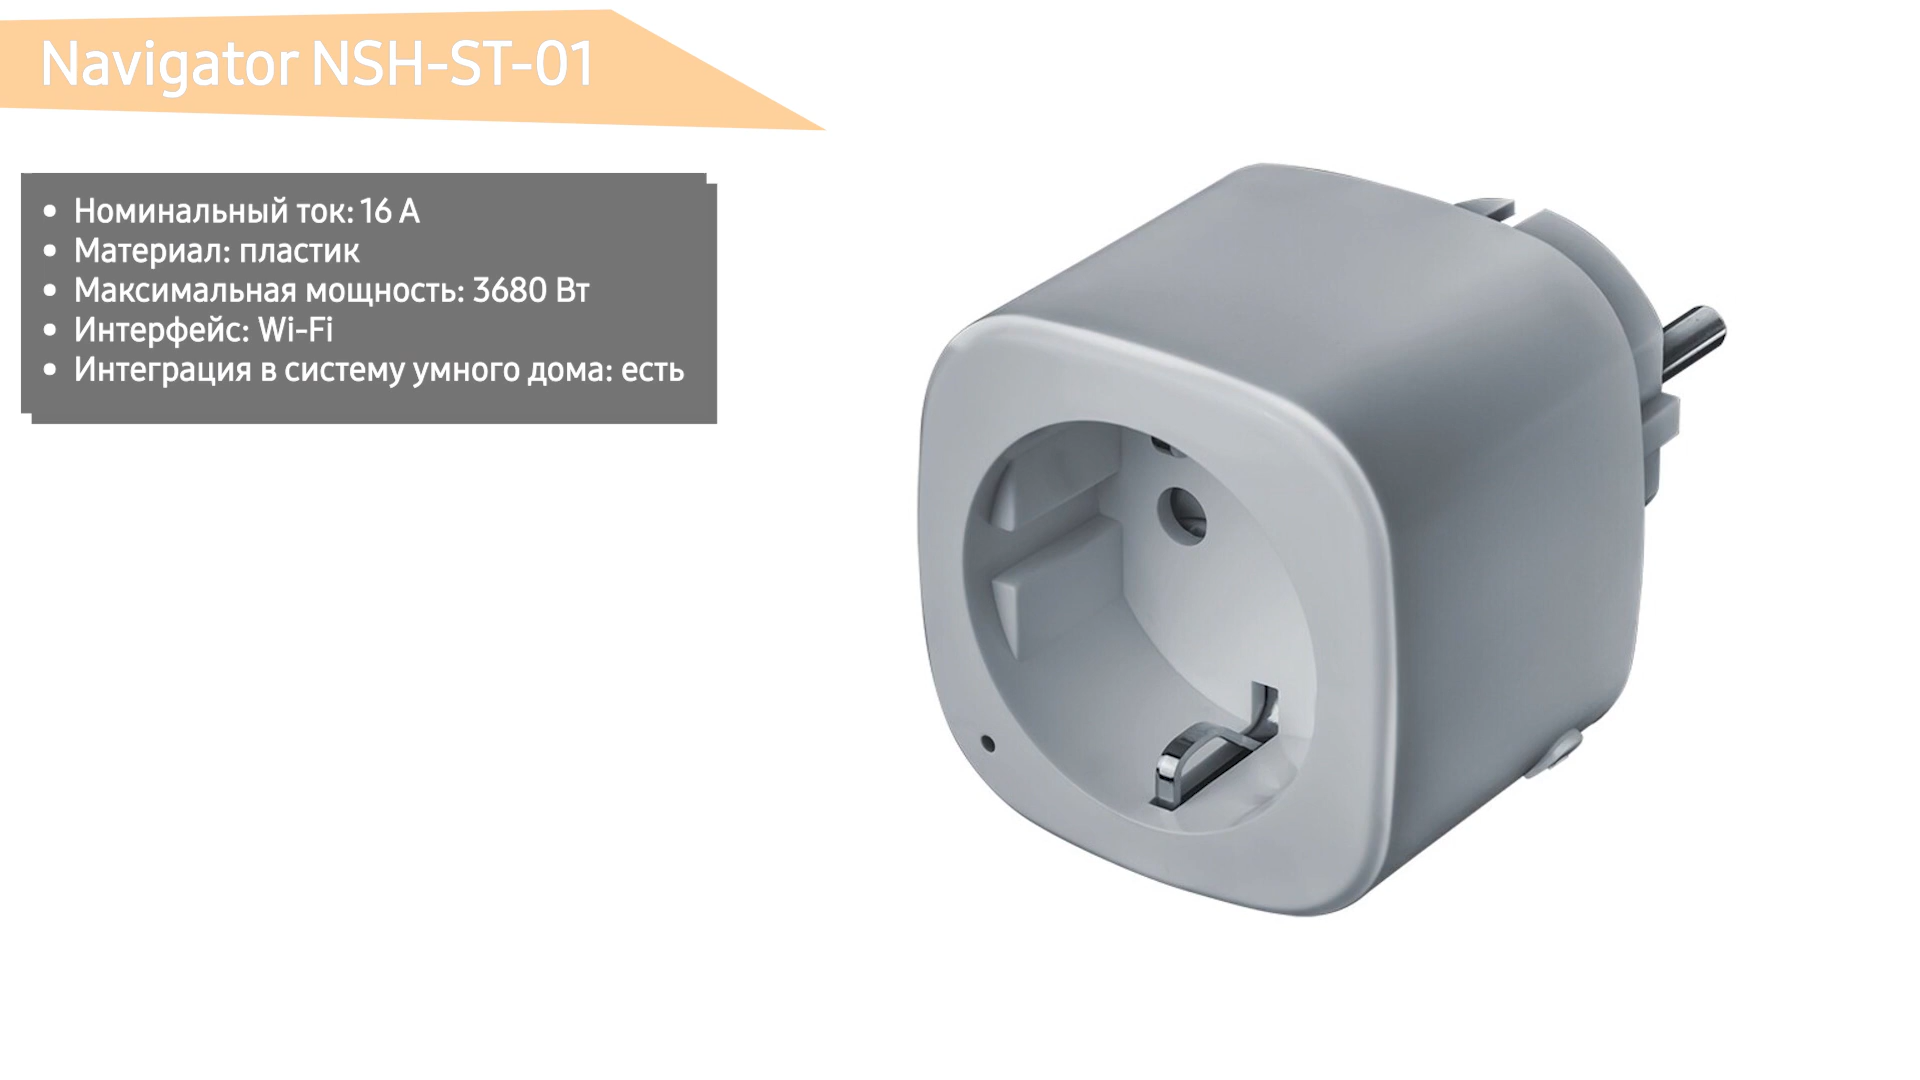 Navigator NSH-ST-01
• Номинальный ток: 16 А
• Материал: пластик
• Максимальная мощность: 3680 Вт
• Интерфейс: Wi-Fi
• Интеграция в систему умного дома: есть